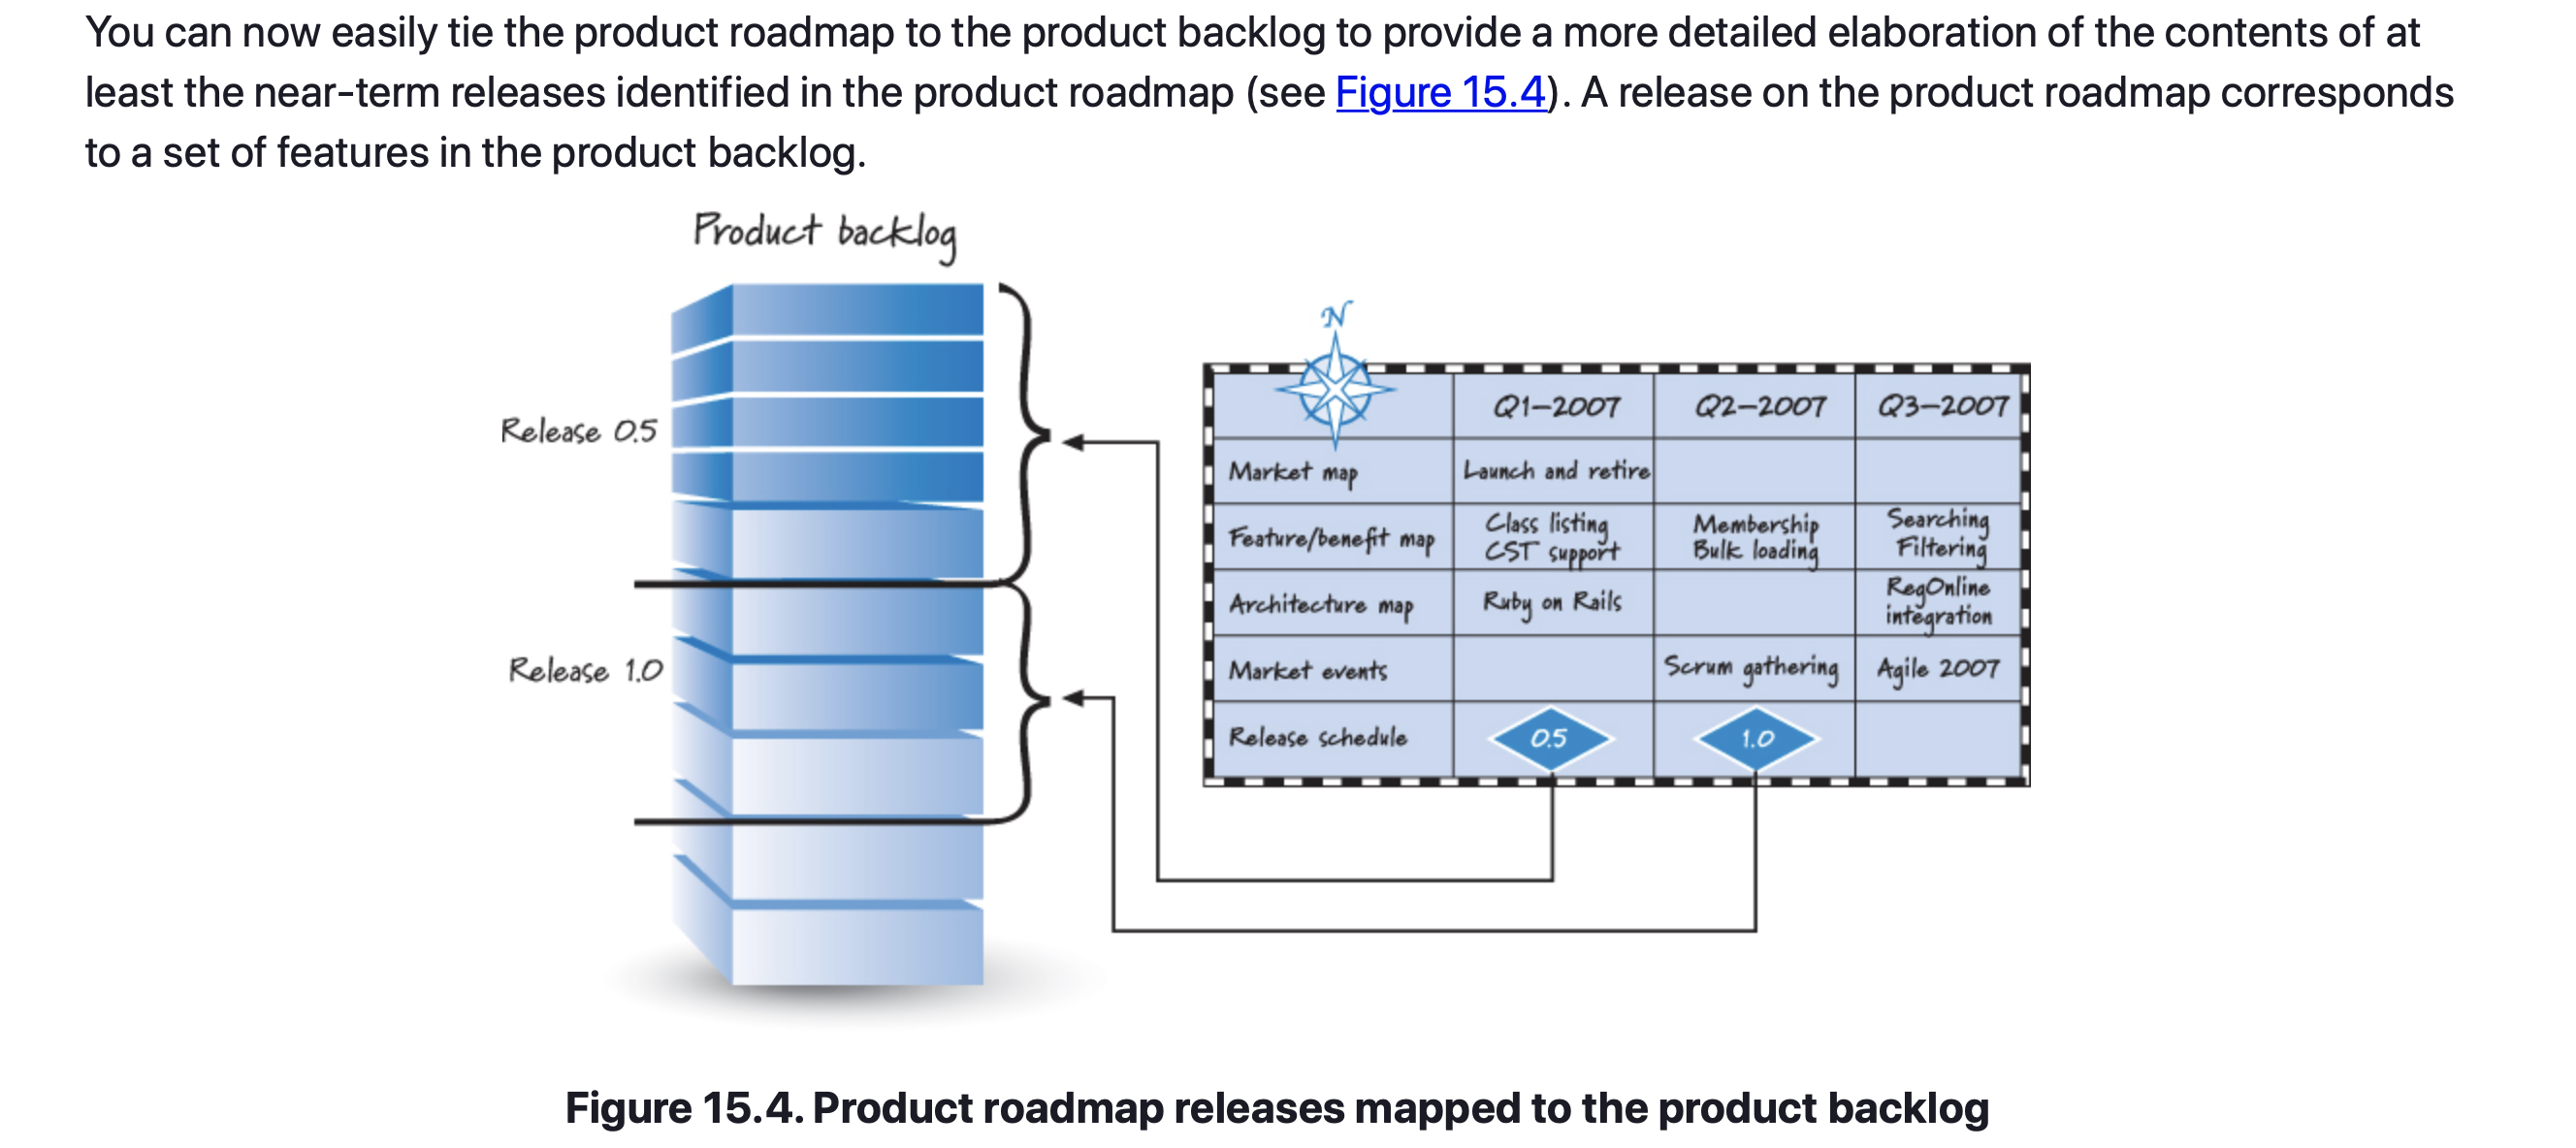 You can now easily tie the product roadmap to the product backlog to provide a more detailed elaboration of the contents of at
least the near-term releases identified in the product roadmap (see Figure 15.4). A release on the product roadmap corresponds
to a set of features in the product backlog.
Product backlog
Release 0.5
Release 1.0
N
Q1–2007 Q2–2007 Q3–2007
Market map Launch and retire
Feature/benefit map
Class listing
CST support
Membership
Bulk loading
Searching
Filtering
Architecture map Ruby on Rails
RegOnline
integration
Market events Scrum gathering Agile 2007
Release schedule 0.5 1.0
Figure 15.4. Product roadmap releases mapped to the product backlog